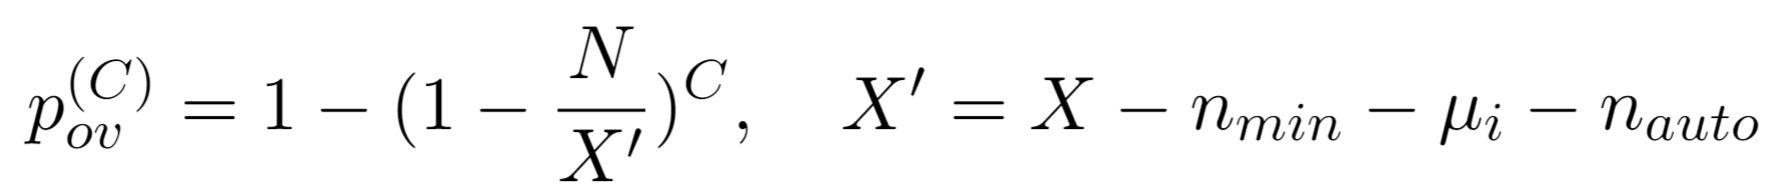 $p_{ov}^{(C)} = 1 - (1 - \frac{N}{X'})^C, \quad X' = X - n_{min} - \mu_i - n_{auto}$